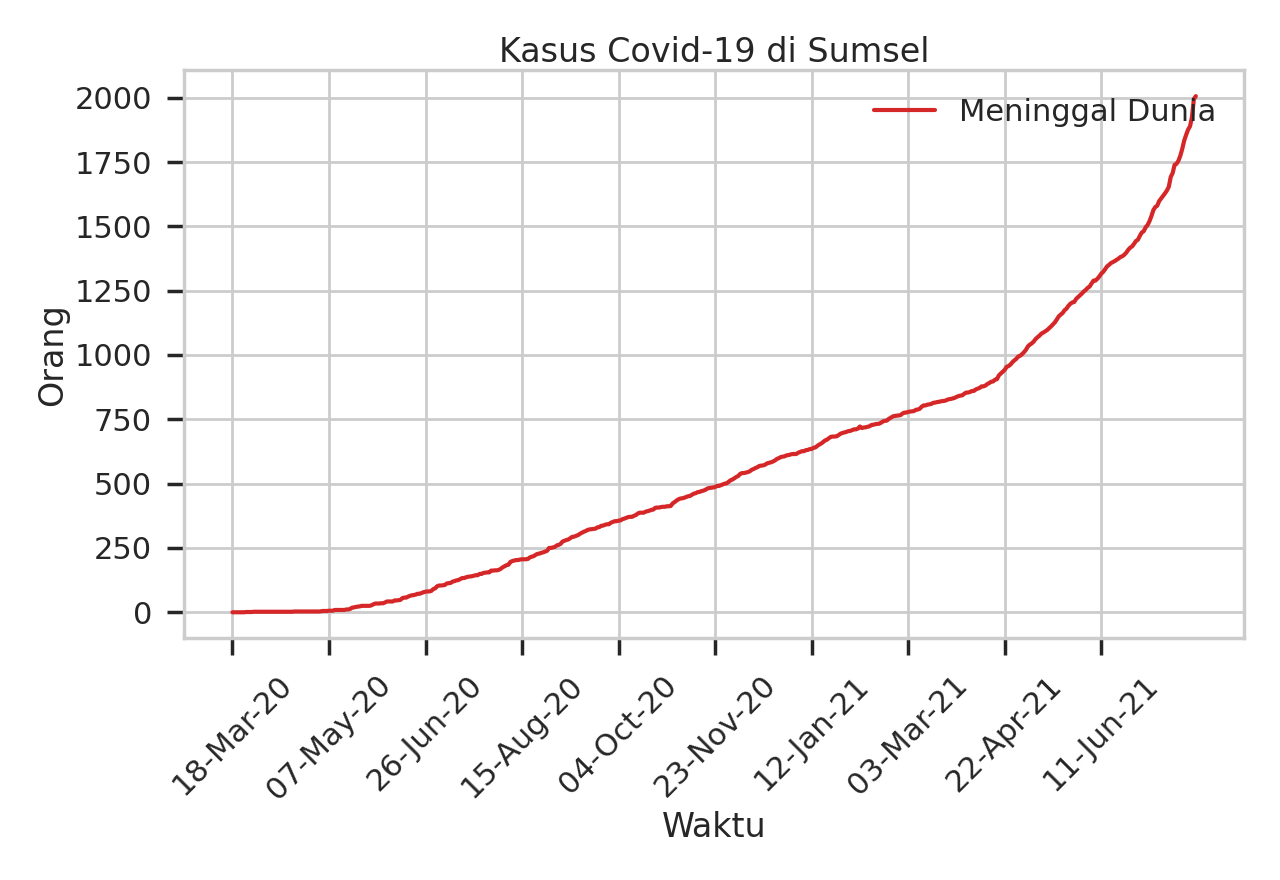 Kasus Covid-19 di Sumsel
Meninggal Dunia
2000
1750
1500
1250
1000
750
500
250
0
Orang
18-Mar-20
07-May-20
26-Jun-20
15-Aug-20
04-Oct-20
23-Nov-20
12-Jan-21
03-Mar-21
22-Apr-21
11-Jun-21
Waktu